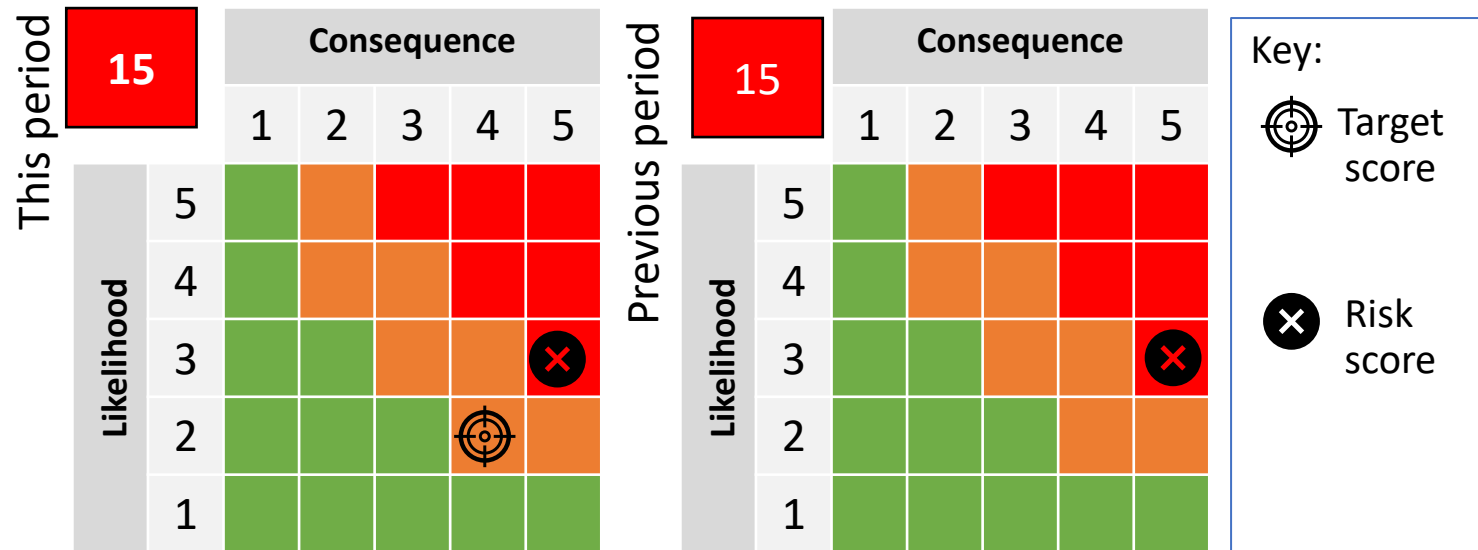 This period
15
Consequence
1 2 3 4 5
Likelihood
5
4
3
2
1
Previous period
15
Consequence
1 2 3 4 5
Likelihood
5
4
3
2
1
Key:
Target
score
Risk
score